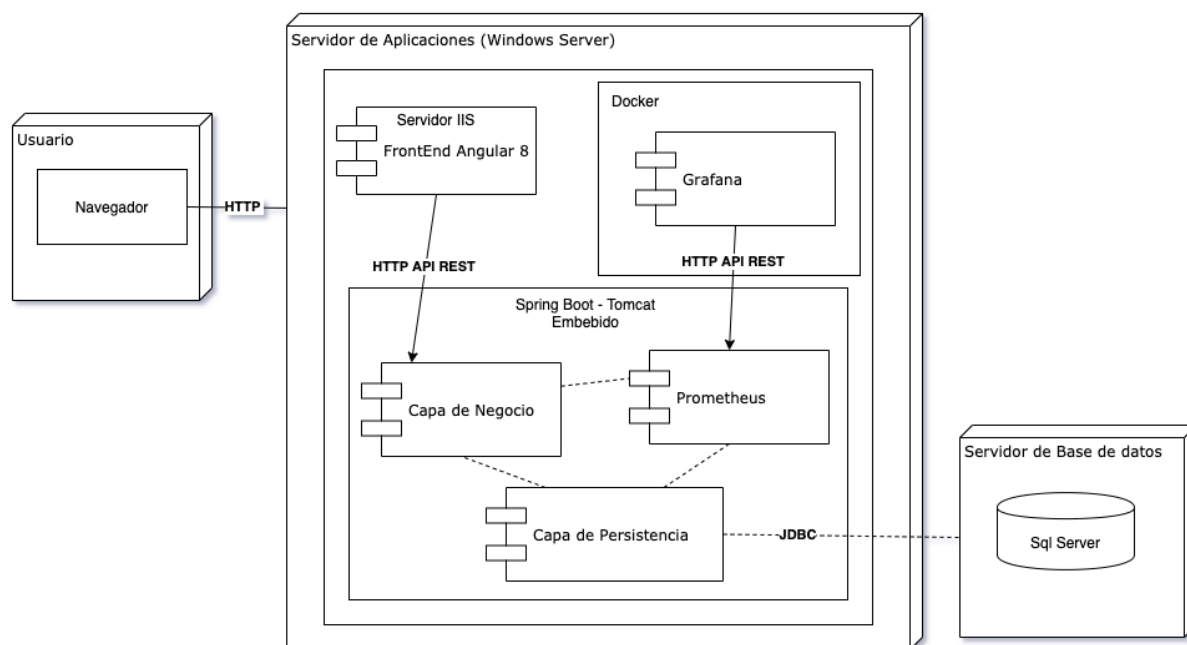 Servidor de Aplicaciones (Windows Server)
Usuario
Navegador
HTTP
Servidor IIS
FrontEnd Angular 8
Docker
Grafana
HTTP API REST
HTTP API REST
Spring Boot - Tomcat
Embebido
Capa de Negocio
Prometheus
Capa de Persistencia
JDBC
Servidor de Base de datos
Sql Server